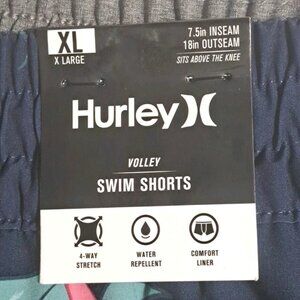 XL
X LARGE
7.5in INSEAM
18in OUTSEAM
SITS ABOVE THE KNEE
Hurley
VOLLEY
SWIM SHORTS
4-WAY
STRETCH
WATER
REPELLENT
COMFORT
LINER